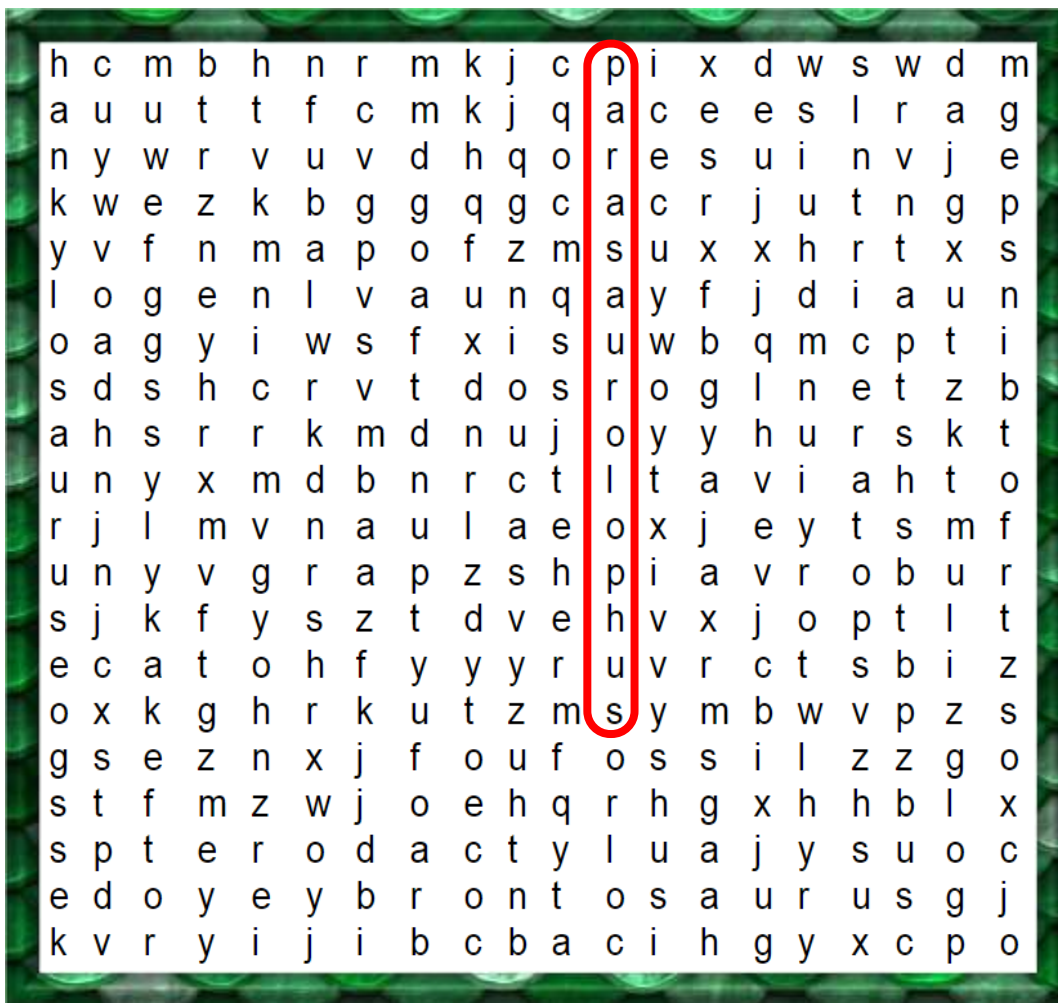 h c m b h n r m k j c p i x d w s w d m
a u u t t f c m k j q a c e e s l r a g
n y w r v u v d h q o r e s u i n v j e
k w e z k b g g q g c a c r j u t n g p
y v f n m a p o f z m s u x x h r t x s
l o g e n l v a u n q a y f j d i a u n
o a g y i w s f x i s u w b q m c p t i
s d s h c r v t d o s r o g l n e t z b
a h s r r k m d n u j o y y h u r s k t
u n y x m d b n r c t l t a v i a h t o
r j l m v n a u l a e o x j e y t s m f
u n y v g r a p z s h p i a v r o b u r
s j k f y s z t d v e h v x j o p t l t
e c a t o h f y y y r u v r c t s b i z
o x k g h r k u t z m s y m b w v p z s
g s e z n x j f o u f o s s i l z z g o
s t f m z w j o e h q r h g x h h b l x
s p t e r o d a c t y l u a j y s u o c
e d o y e y b r o n t o s a u r u s g j
k v r y i j i b c b a c i h g y x c p o